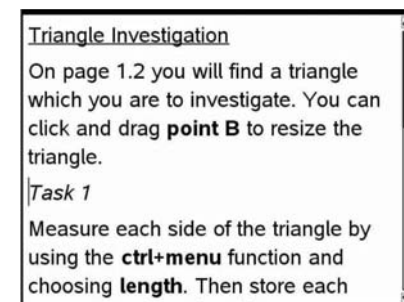 Triangle Investigation
On page 1.2 you will find a triangle
which you are to investigate. You can
click and drag point B to resize the
triangle.
Task 1
Measure each side of the triangle by
using the ctrl+menu function and
choosing length. Then store each